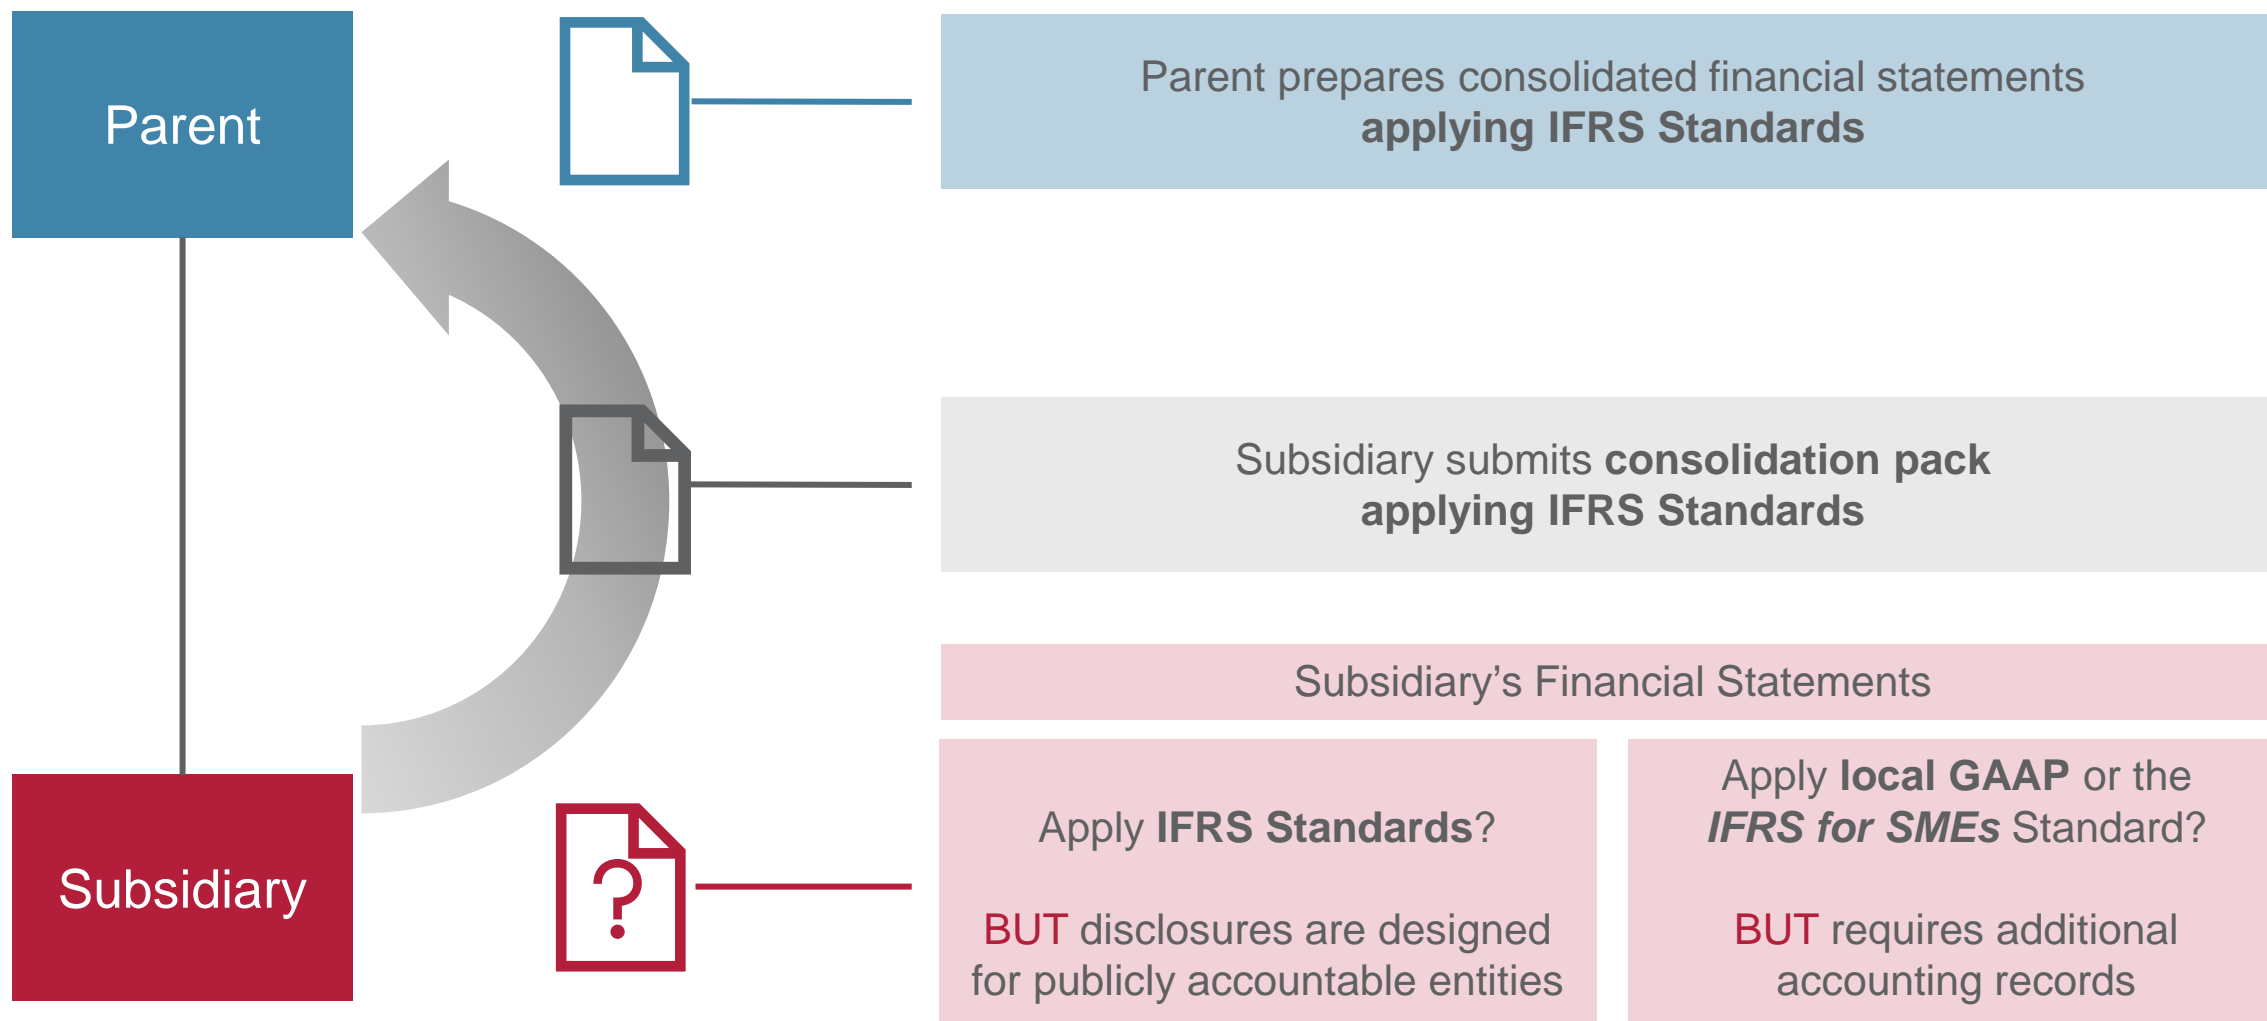 Parent
Parent prepares consolidated financial statements
applying IFRS Standards
Subsidiary submits consolidation pack
applying IFRS Standards
Subsidiary’s Financial Statements
Subsidiary
?
Apply IFRS Standards?
BUT disclosures are designed
for publicly accountable entities
Apply local GAAP or the
IFRS for SMEs Standard?
BUT requires additional
accounting records